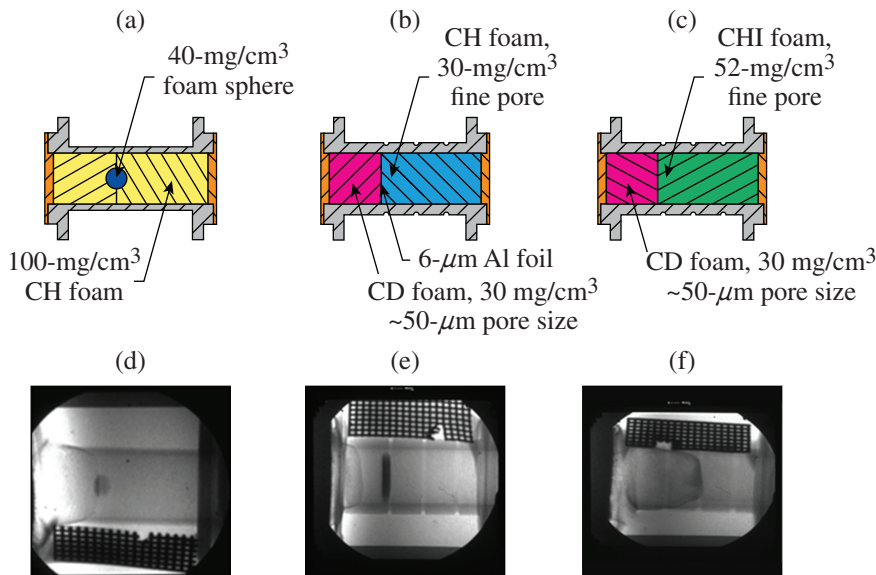 (a)
(b)
(c)
40-mg/cm³
foam sphere
CH foam,
30-mg/cm³
fine pore
CHI foam,
52-mg/cm³
fine pore
100-mg/cm³
CH foam
6-μm Al foil
CD foam, 30 mg/cm³
~50-μm pore size
CD foam, 30 mg/cm³
~50-μm pore size
(d)
(e)
(f)